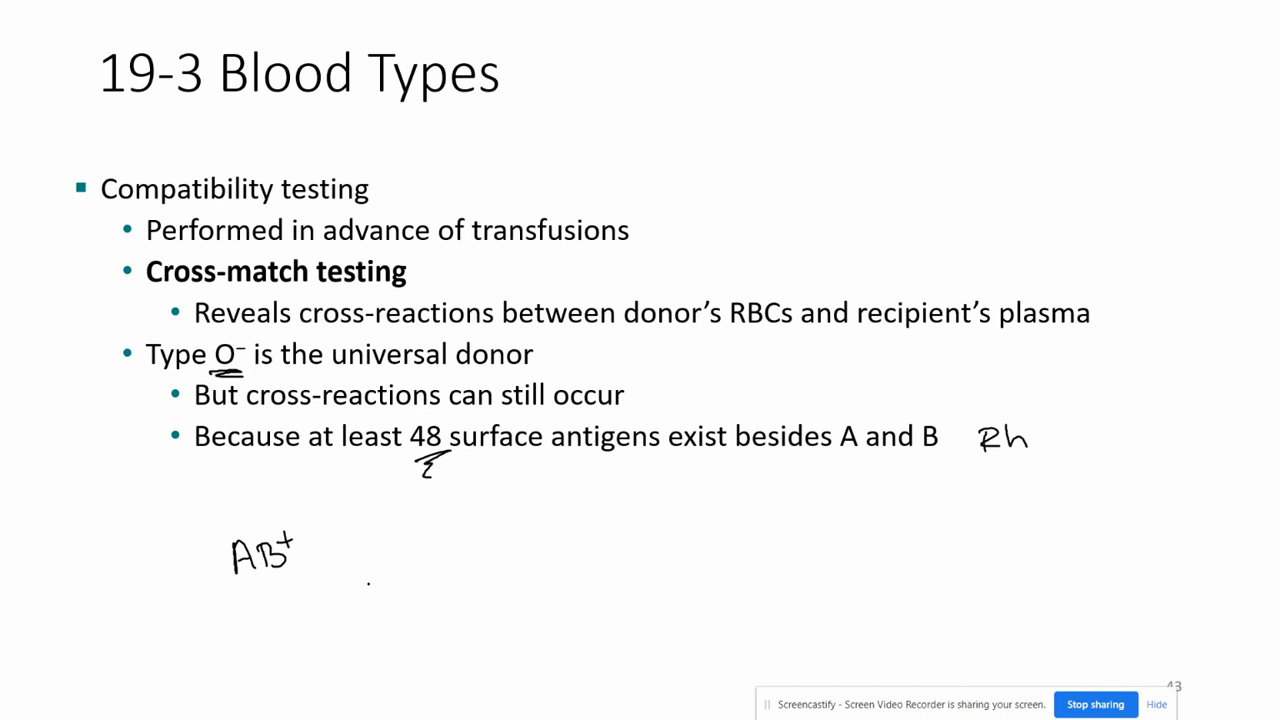 19-3 Blood Types
▪ Compatibility testing
• Performed in advance of transfusions
• Cross-match testing
• Reveals cross-reactions between donor’s RBCs and recipient’s plasma
• Type O⁻ is the universal donor
• But cross-reactions can still occur
• Because at least 48 surface antigens exist besides A and B Rh
AB⁺
43
Screencastify - Screen Video Recorder is sharing your screen. Stop sharing Hide